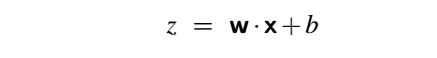 z = w · x + b